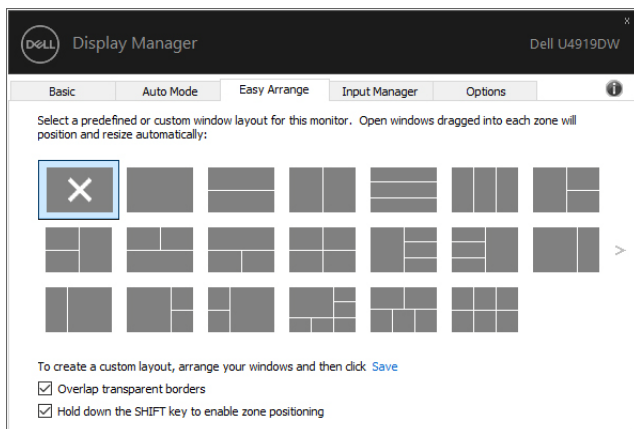 x
DELL Display Manager Dell U4919DW
Basic Auto Mode Easy Arrange Input Manager Options i
Select a predefined or custom window layout for this monitor. Open windows dragged into each zone will
position and resize automatically:
>
To create a custom layout, arrange your windows and then click Save
Overlap transparent borders
Hold down the SHIFT key to enable zone positioning